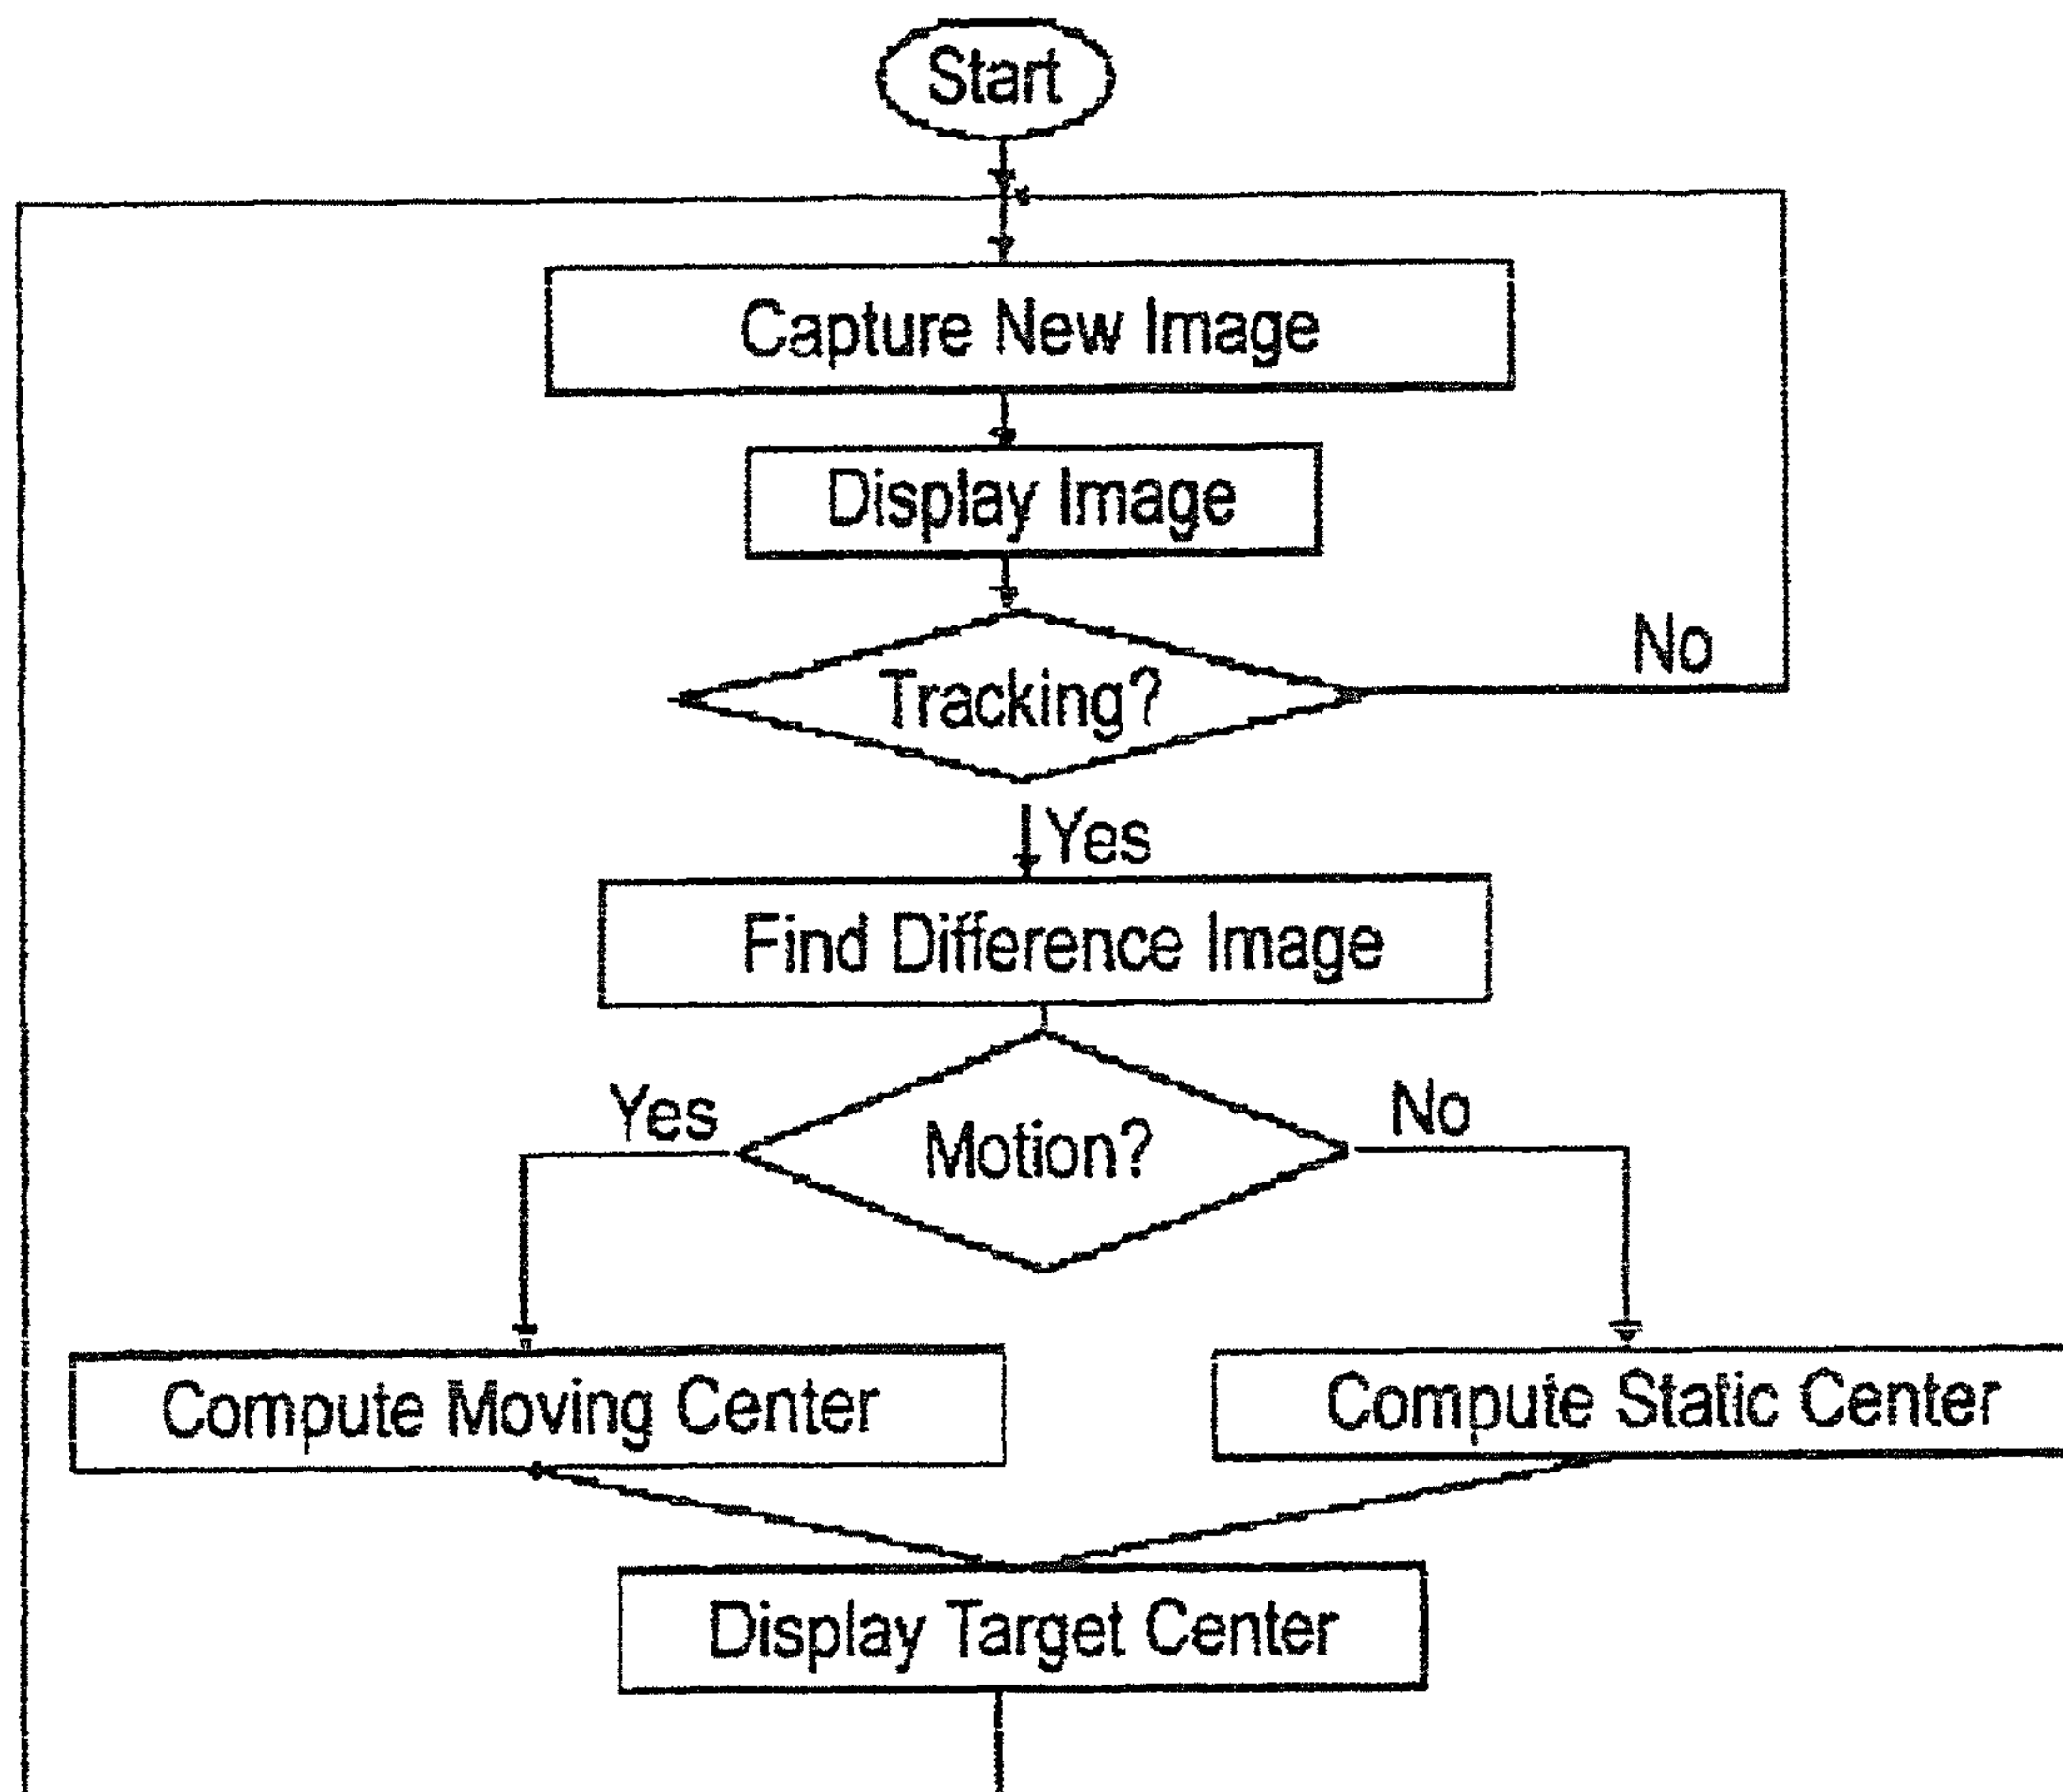 Start
Capture New Image
Display Image
Tracking?
No
Yes
Find Difference Image
Yes
Motion?
No
Compute Moving Center
Compute Static Center
Display Target Center